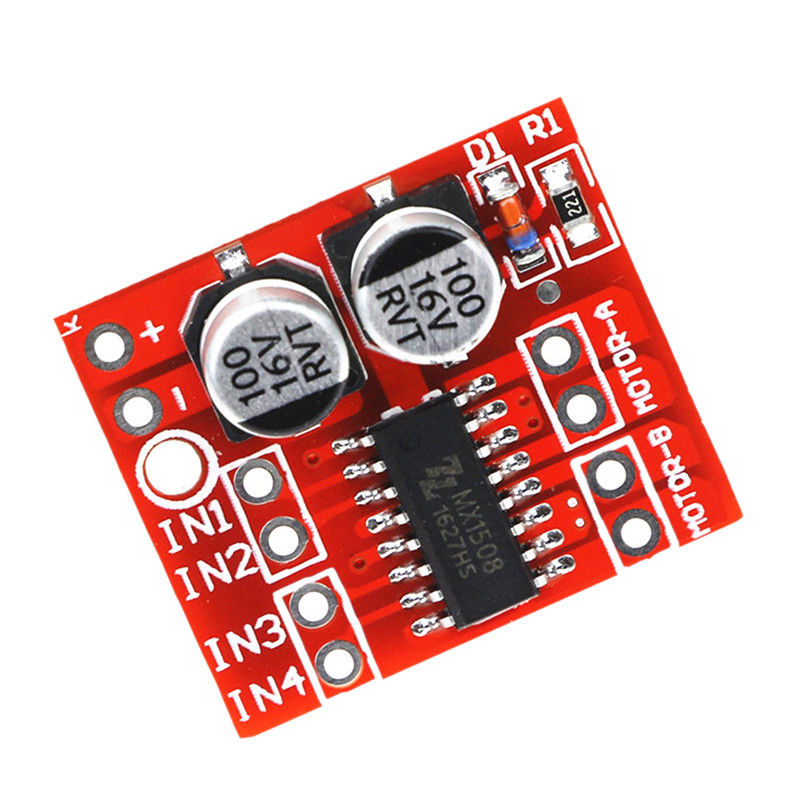 D1
R1
221
100
16V
RVT
100
16V
RVT
+
−
MOTOR-A
MOTOR-B
MX1508
1627H5
IN1
IN2
IN3
IN4